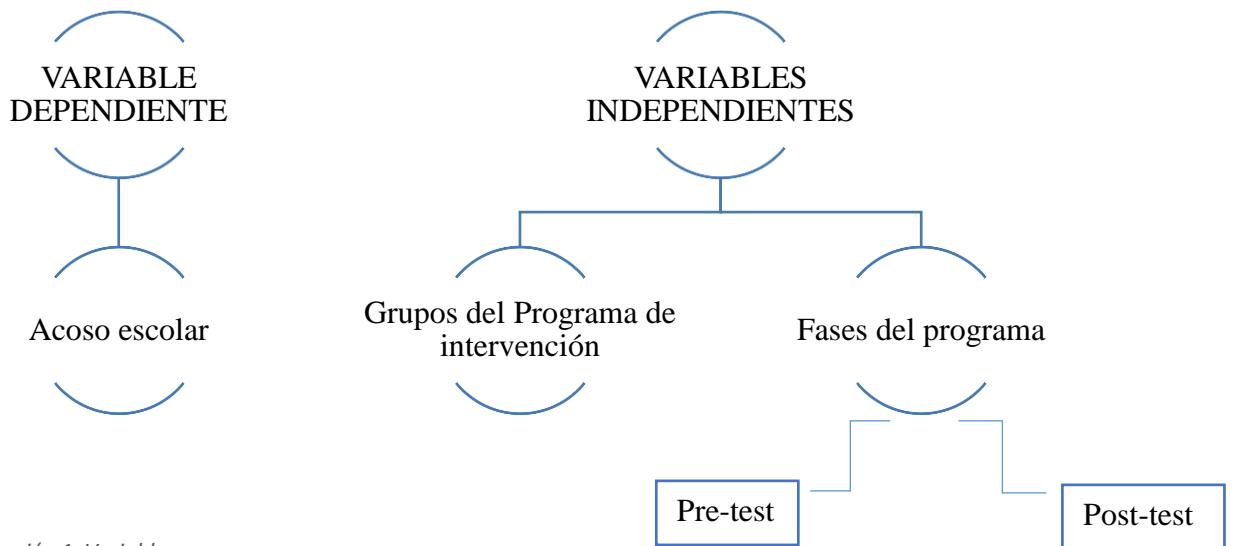 VARIABLE
DEPENDIENTE
VARIABLES
INDEPENDIENTES
Acoso escolar
Grupos del Programa de
intervención
Fases del programa
Pre-test
Post-test